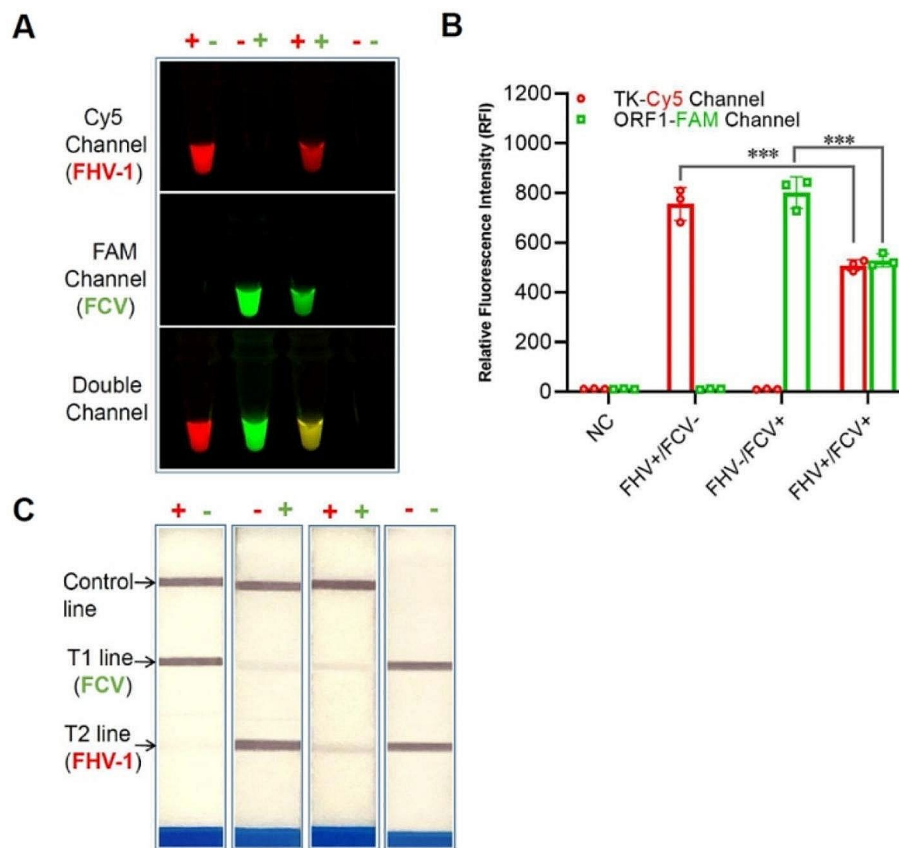 A
+ - - + + + - -
Cy5
Channel
(FHV-1)
FAM
Channel
(FCV)
Double
Channel
B
TK-Cy5 Channel
ORF1-FAM Channel
*** ***
Relative Fluorescence Intensity (RFI)
1200
1000
800
600
400
200
0
NC
FHV+/FCV-
FHV-/FCV+
FHV+/FCV+
C
+ - - + + + - -
Control
line
T1 line
(FCV)
T2 line
(FHV-1)